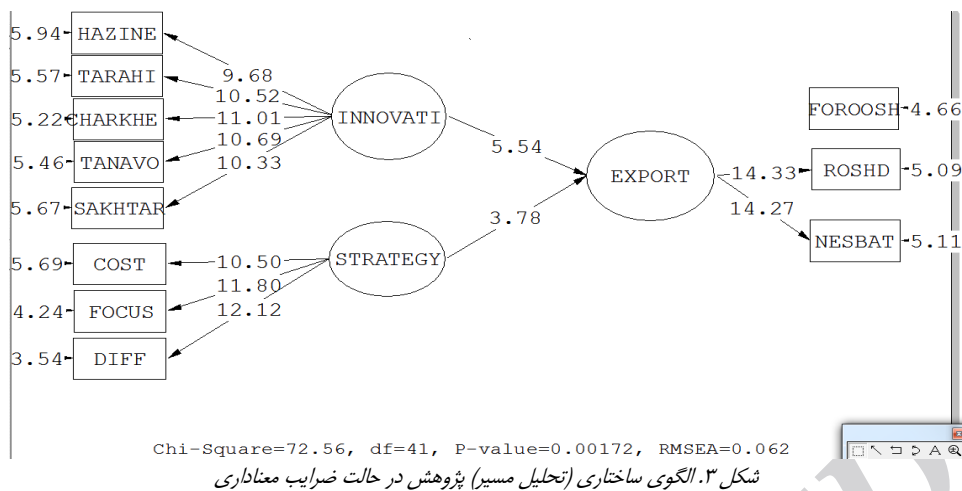 5.94 HAZINE
5.57 TARAHI
5.22 CHARKHE
5.46 TANAVO
5.67 SAKHTAR
5.69 COST
4.24 FOCUS
3.54 DIFF
9.68
10.52
11.01
10.69
10.33
10.50
11.80
12.12
INNOVATI
STRATEGY
5.54
3.78
EXPORT
14.33
14.27
FOROOSH 4.66
ROSHD 5.09
NESBAT 5.11
Chi-Square=72.56, df=41, P-value=0.00172, RMSEA=0.062
شکل ۳. الگوی ساختاری (تحلیل مسیر) پژوهش در حالت ضرایب معناداری